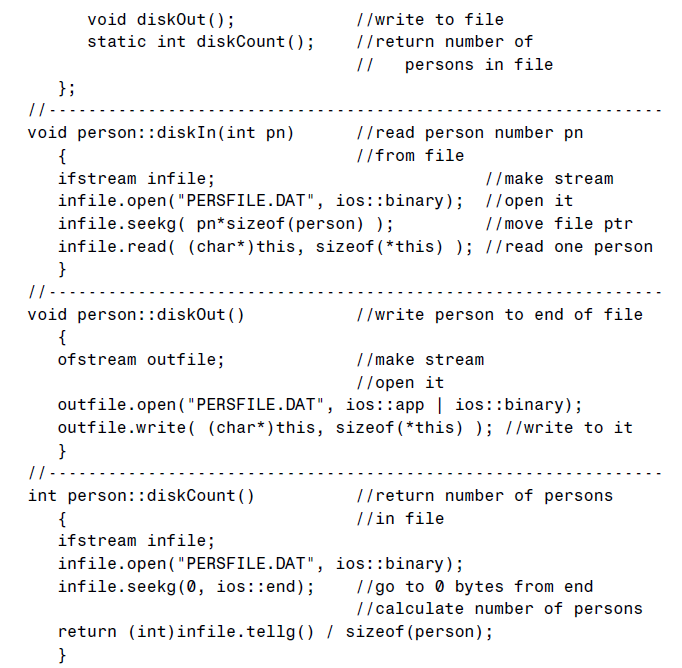 void diskOut();            //write to file
static int diskCount();    //return number of
//   persons in file
};
//--------------------------------------------------------------
void person::diskIn(int pn)      //read person number pn
{                             //from file
ifstream infile;                           //make stream
infile.open("PERSFILE.DAT", ios::binary);  //open it
infile.seekg( pn*sizeof(person) );         //move file ptr
infile.read( (char*)this, sizeof(*this) ); //read one person
}
//--------------------------------------------------------------
void person::diskOut()           //write person to end of file
{
ofstream outfile;             //make stream
//open it
outfile.open("PERSFILE.DAT", ios::app | ios::binary);
outfile.write( (char*)this, sizeof(*this) ); //write to it
}
//--------------------------------------------------------------
int person::diskCount()          //return number of persons
{                             //in file
ifstream infile;
infile.open("PERSFILE.DAT", ios::binary);
infile.seekg(0, ios::end);    //go to 0 bytes from end
//calculate number of persons
return (int)infile.tellg() / sizeof(person);
}